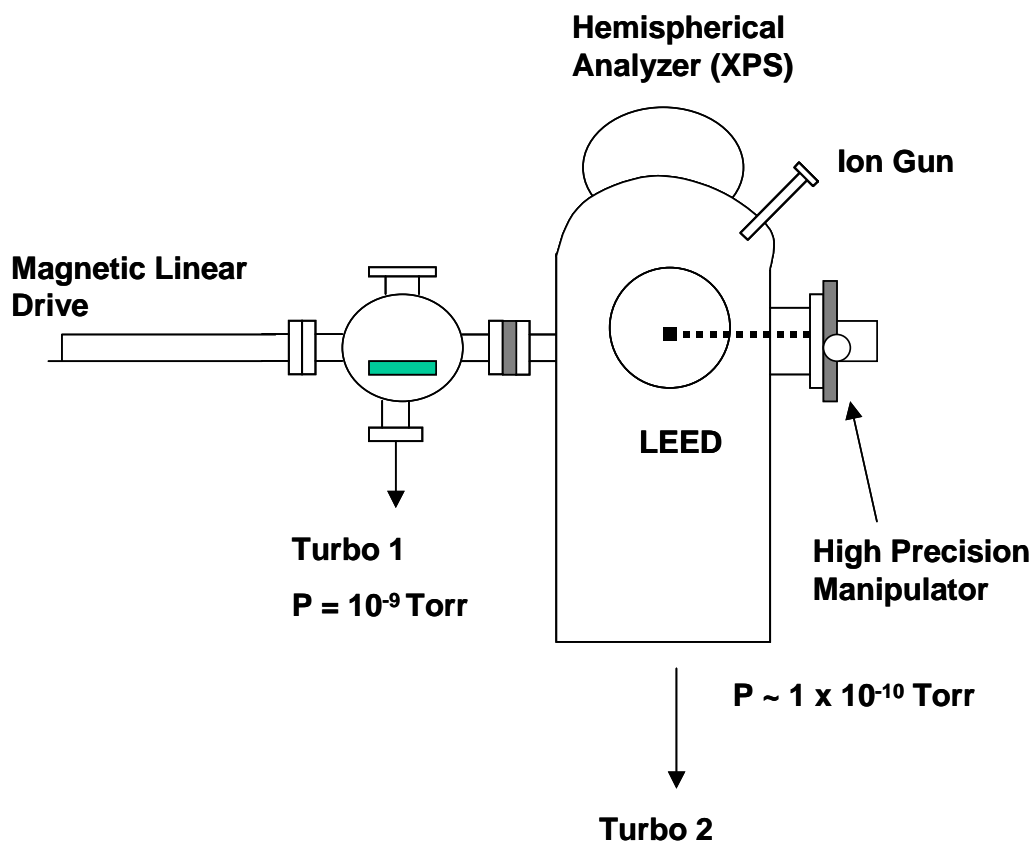 Hemispherical
Analyzer (XPS)
Ion Gun
Magnetic Linear
Drive
LEED
Turbo 1
P = 10⁻⁹ Torr
High Precision
Manipulator
P ~ 1 x 10⁻¹⁰ Torr
Turbo 2